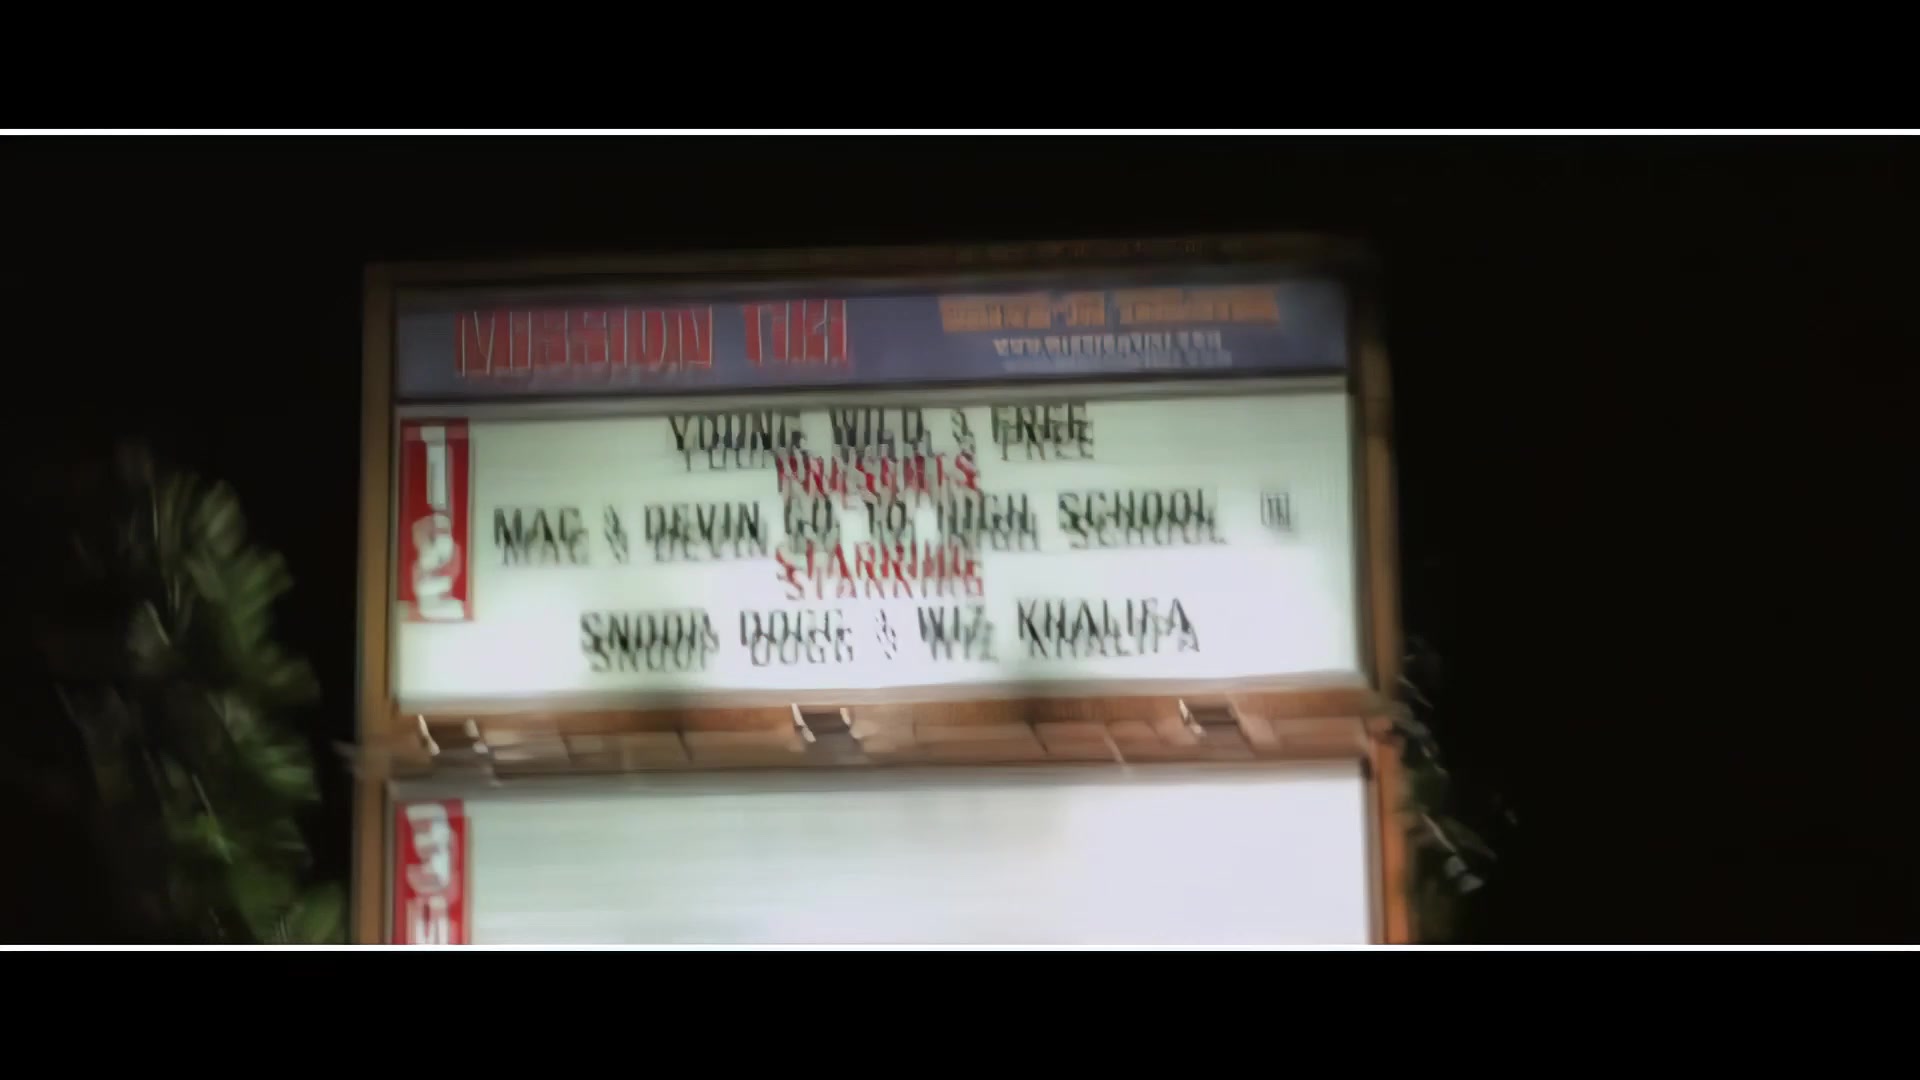 MISSION TIKI
YOUNG WILD & FREE
PRESENTS
MAC & DEVIN GO TO HIGH SCHOOL
STARRING
SNOOP DOGG & WIZ KHALIFA